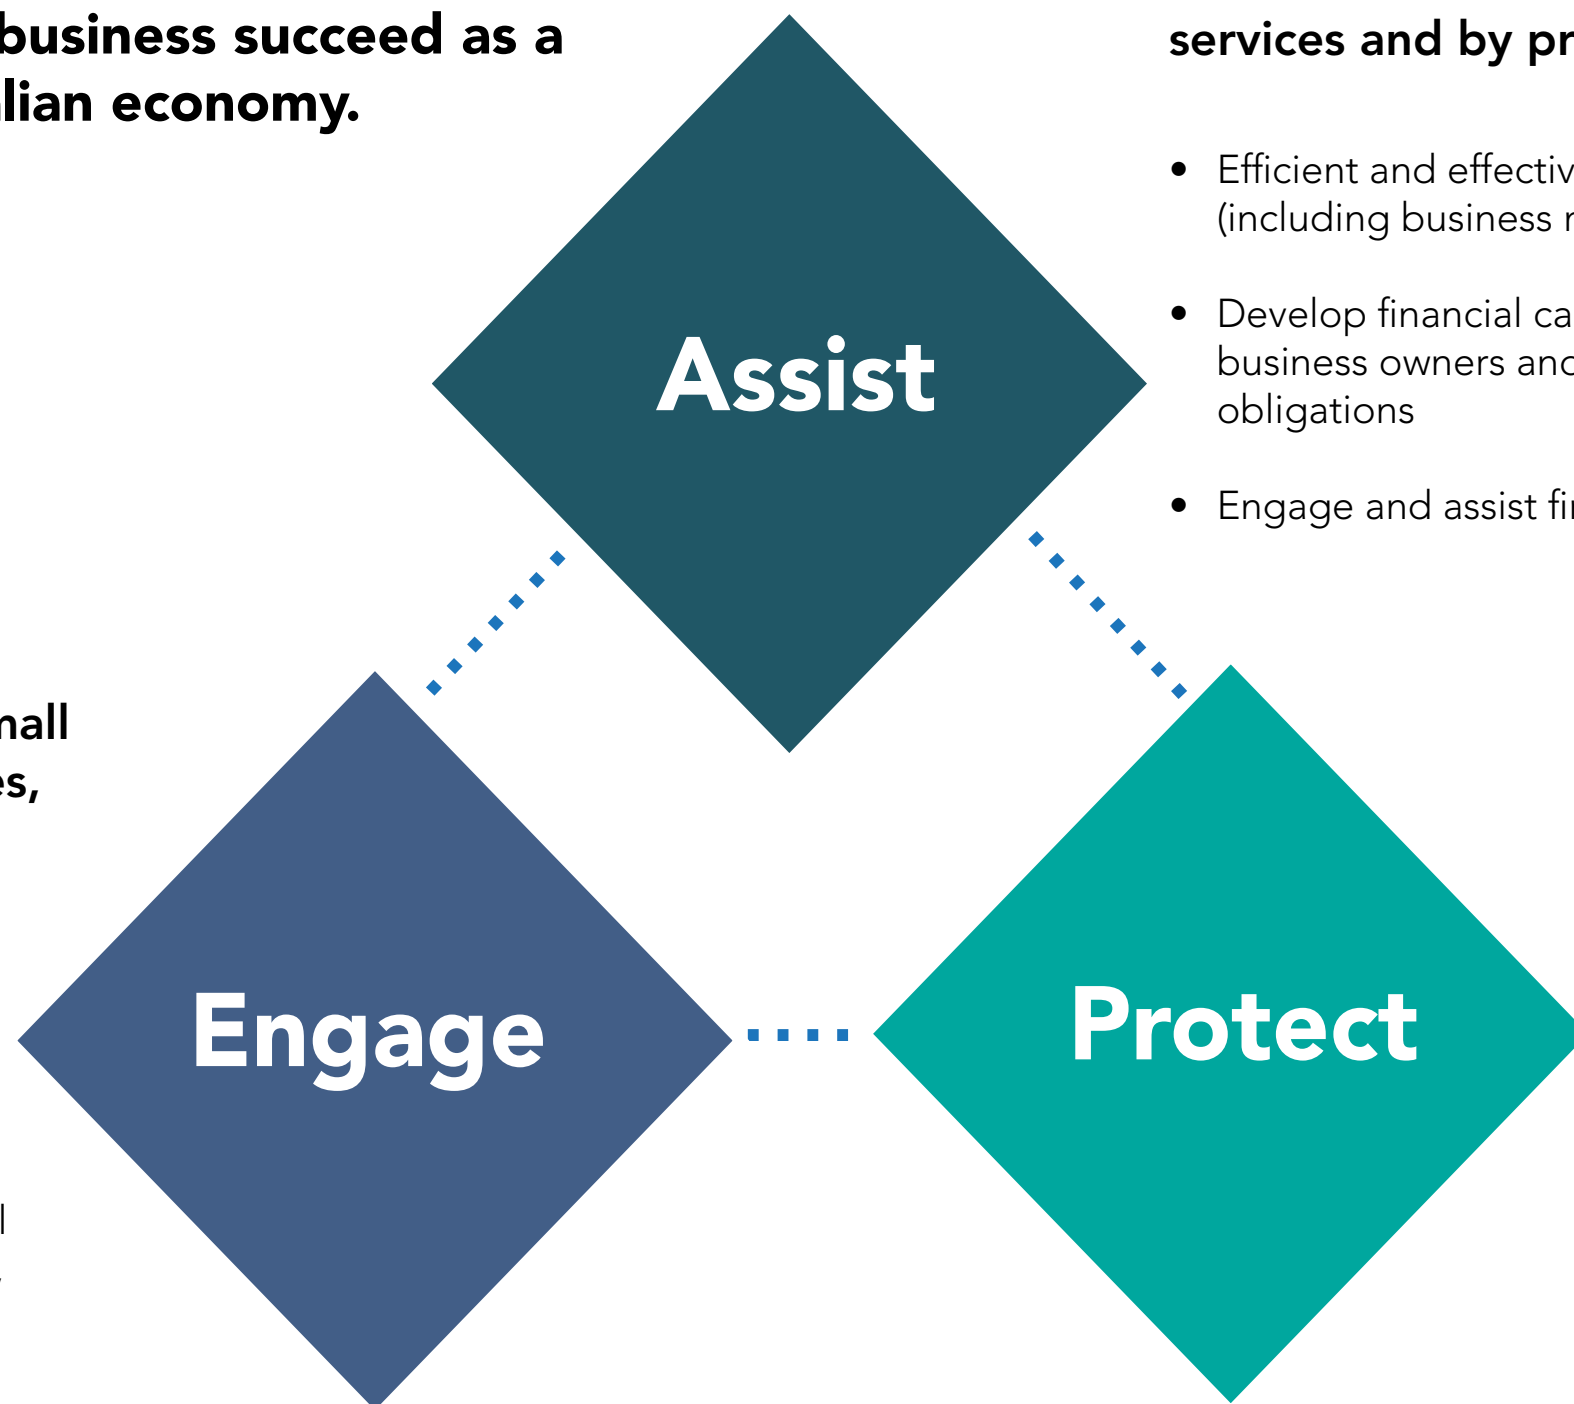 business succeed as a
lian economy.
services and by pr
• Efficient and effectiv
(including business
• Develop financial ca
business owners and
obligations
• Engage and assist fi
Assist
nall
es,
Engage
Protect
l